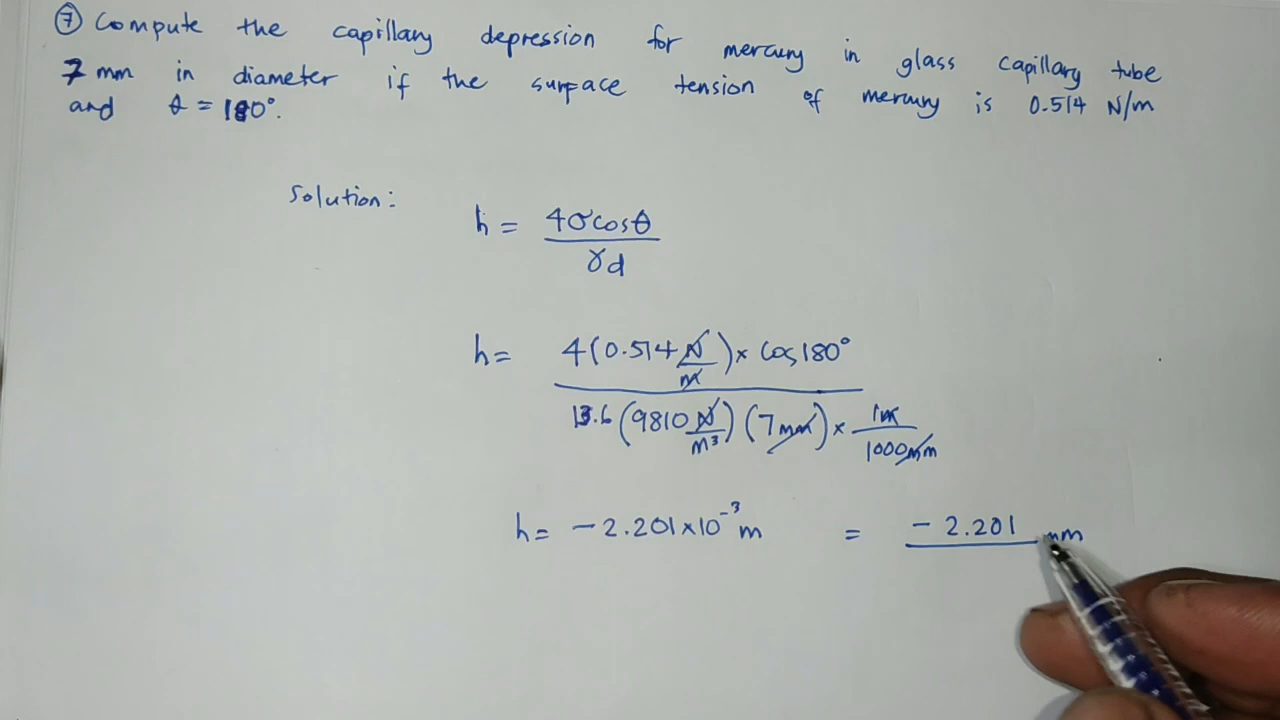 ⑦ Compute the capillary depression for mercury in glass capillary tube
7 mm in diameter if the surface tension of mercury is 0.514 N/m
and θ = 180°.
Solution:
h = 4σcosθ / γd
h = 4(0.514 N/m) × cos180° / 13.6 (9810 N/m³) (7mm) × 1m/1000mm
h = -2.201×10⁻³ m = -2.201 mm